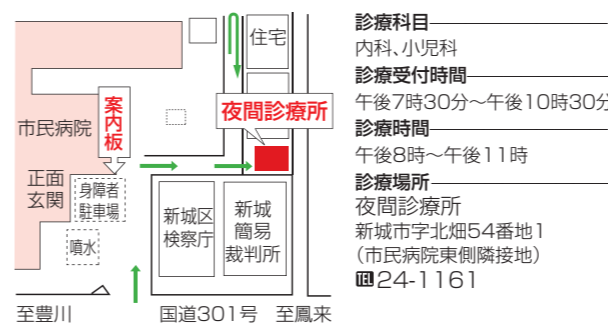 住宅
案内板
夜間診療所
市民病院
正面
玄関
身障者
駐車場
噴水
新城区
検察庁
新城
簡易
裁判所
至豊川
国道301号
至鳳来
診療科目
内科、小児科
診療受付時間
午後7時30分〜午後10時30分
診療時間
午後8時〜午後11時
診療場所
夜間診療所
新城市字北畑54番地1
(市民病院東側隣接地)
℡24-1161